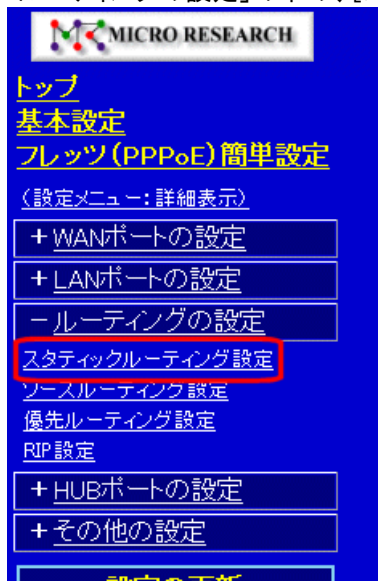 MICRO RESEARCH
トップ
基本設定
フレッツ(PPPoE)簡単設定
(設定メニュー:詳細表示)
+WANポートの設定
+LANポートの設定
-ルーティングの設定
スタティックルーティング設定
ソースルーティング設定
優先ルーティング設定
RIP設定
+HUBポートの設定
+その他の設定
設定の更新